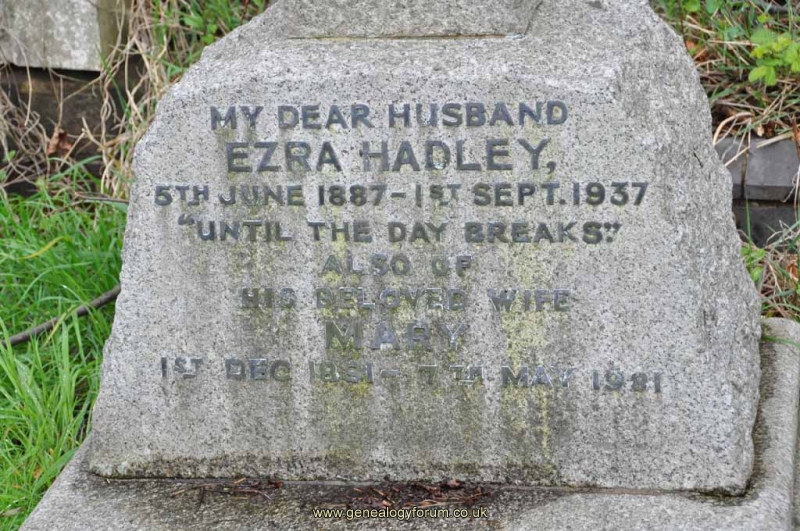 MY DEAR HUSBAND
EZRA HADLEY,
5TH JUNE 1887-1ST SEPT. 1937
"UNTIL THE DAY BREAKS."
ALSO OF
HIS BELOVED WIFE
MARY
1ST DEC 1891 - 7TH MAY 1981
www.genealogyforum.co.uk